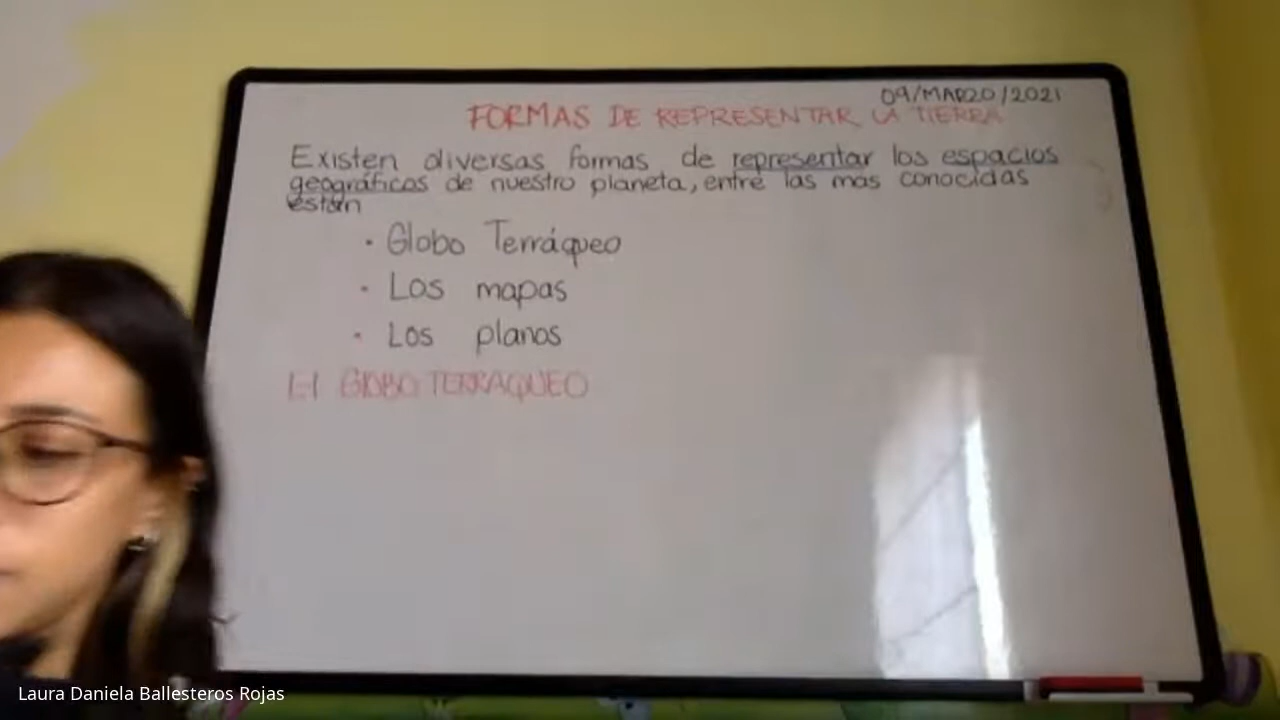 09/MARZO/2021
FORMAS DE REPRESENTAR LA TIERRA
Existen diversas formas de representar los espacios
geográficos de nuestro planeta, entre las más conocidas
están
· Globo Terráqueo
· Los mapas
· Los planos
El GLOBO TERRAQUEO
Laura Daniela Ballesteros Rojas